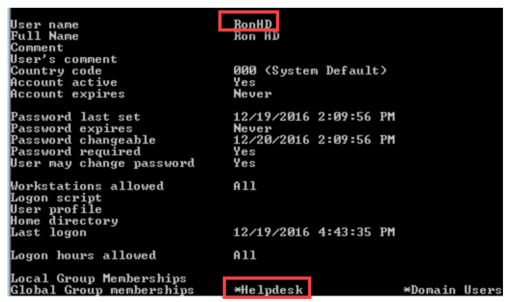 User name RonHD
Full Name Ron HD
Comment
User's comment
Country code 000 (System Default)
Account active Yes
Account expires Never
Password last set 12/19/2016 2:09:56 PM
Password expires Never
Password changeable 12/20/2016 2:09:56 PM
Password required Yes
User may change password Yes
Workstations allowed All
Logon script
User profile
Home directory
Last logon 12/19/2016 4:43:35 PM
Logon hours allowed All
Local Group Memberships
Global Group memberships *Helpdesk *Domain Users